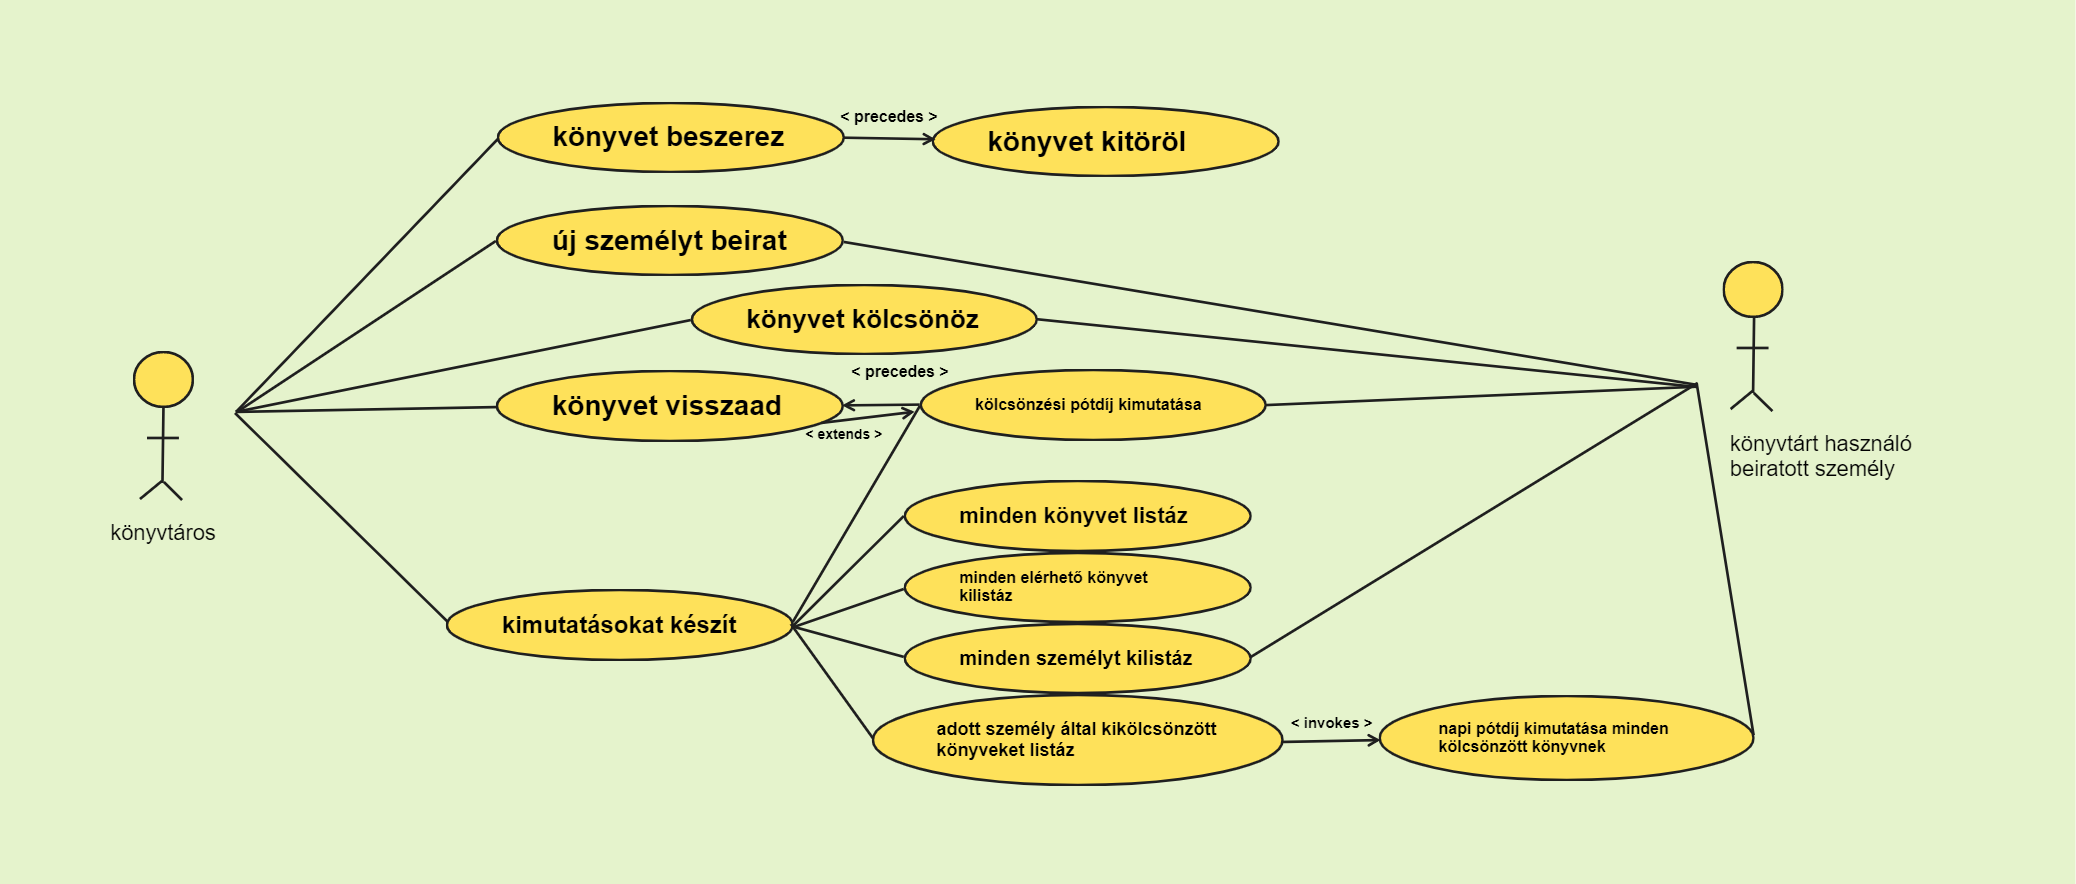 könyvet beszerez
< precedes >
könyvet kitöröl
új személyt beirat
könyvet kölcsönöz
< precedes >
könyvet visszaad
kölcsönzési pótdíj kimutatása
< extends >
könyvtárt használó
beiratott személy
könyvtáros
minden könyvet listáz
minden elérhető könyvet
kilistáz
kimutatásokat készít
minden személyt kilistáz
adott személy által kikölcsönzött
könyveket listáz
< invokes >
napi pótdíj kimutatása minden
kölcsönzött könyvnek